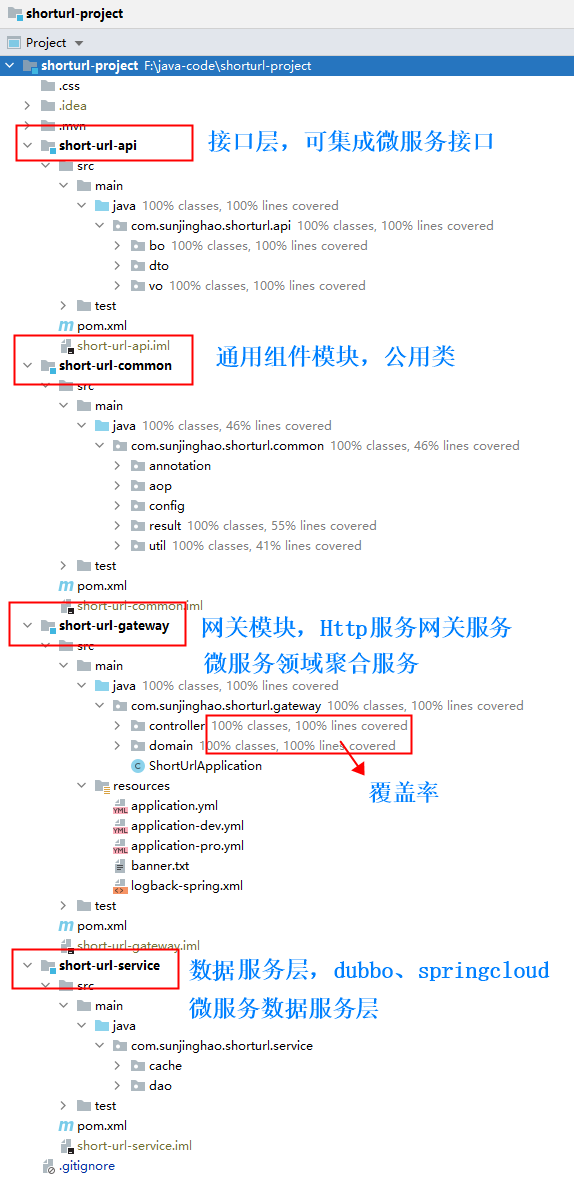 shorturl-project
Project
shorturl-project F:\java-code\shorturl-project
.css
.idea
.mvn
short-url-api 接口层，可集成微服务接口
src
main
java 100% classes, 100% lines covered
com.sunjinghao.shorturl.api 100% classes, 100% lines covered
bo 100% classes, 100% lines covered
dto
vo 100% classes, 100% lines covered
test
pom.xml
short-url-api.iml
short-url-common 通用组件模块，公用类
src
main
java 100% classes, 46% lines covered
com.sunjinghao.shorturl.common 100% classes, 46% lines covered
annotation
aop
config
result 100% classes, 55% lines covered
util 100% classes, 41% lines covered
test
pom.xml
short-url-common.iml
short-url-gateway 网关模块，Http服务网关服务
src 微服务领域聚合服务
main
java 100% classes, 100% lines covered
com.sunjinghao.shorturl.gateway 100% classes, 100% lines covered
controller 100% classes, 100% lines covered
domain 100% classes, 100% lines covered
ShortUrlApplication
resources 覆盖率
application.yml
application-dev.yml
application-pro.yml
banner.txt
logback-spring.xml
test
pom.xml
short-url-gateway.iml
short-url-service 数据服务层，dubbo、springcloud
src 微服务数据服务层
main
java
com.sunjinghao.shorturl.service
cache
dao
test
pom.xml
short-url-service.iml
.gitignore